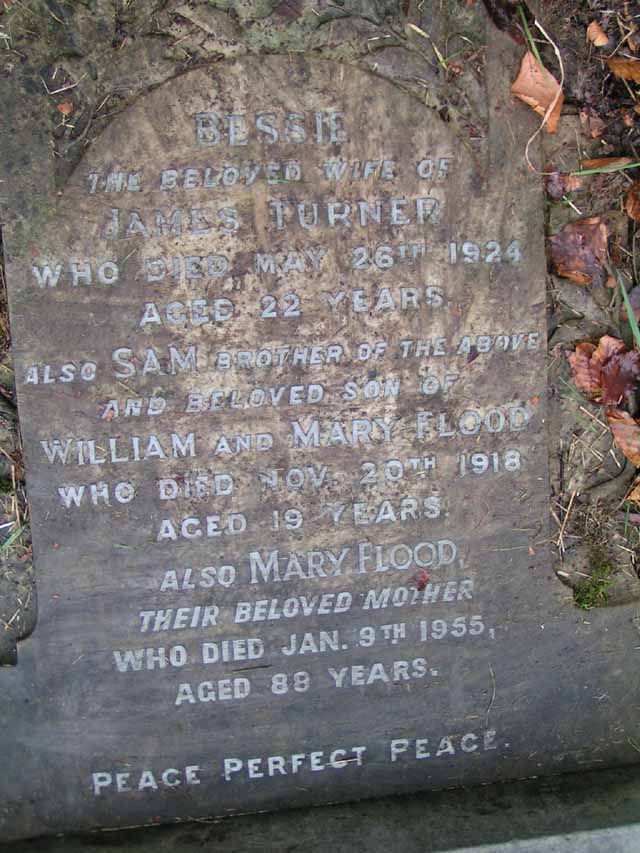 BESSIE
THE BELOVED WIFE OF
JAMES TURNER
WHO DIED MAY 26TH 1924
AGED 22 YEARS.
ALSO SAM BROTHER OF THE ABOVE
AND BELOVED SON OF
WILLIAM AND MARY FLOOD
WHO DIED NOV. 20TH 1918
AGED 19 YEARS.
ALSO MARY FLOOD,
THEIR BELOVED MOTHER
WHO DIED JAN. 9TH 1955,
AGED 88 YEARS.
PEACE PERFECT PEACE.